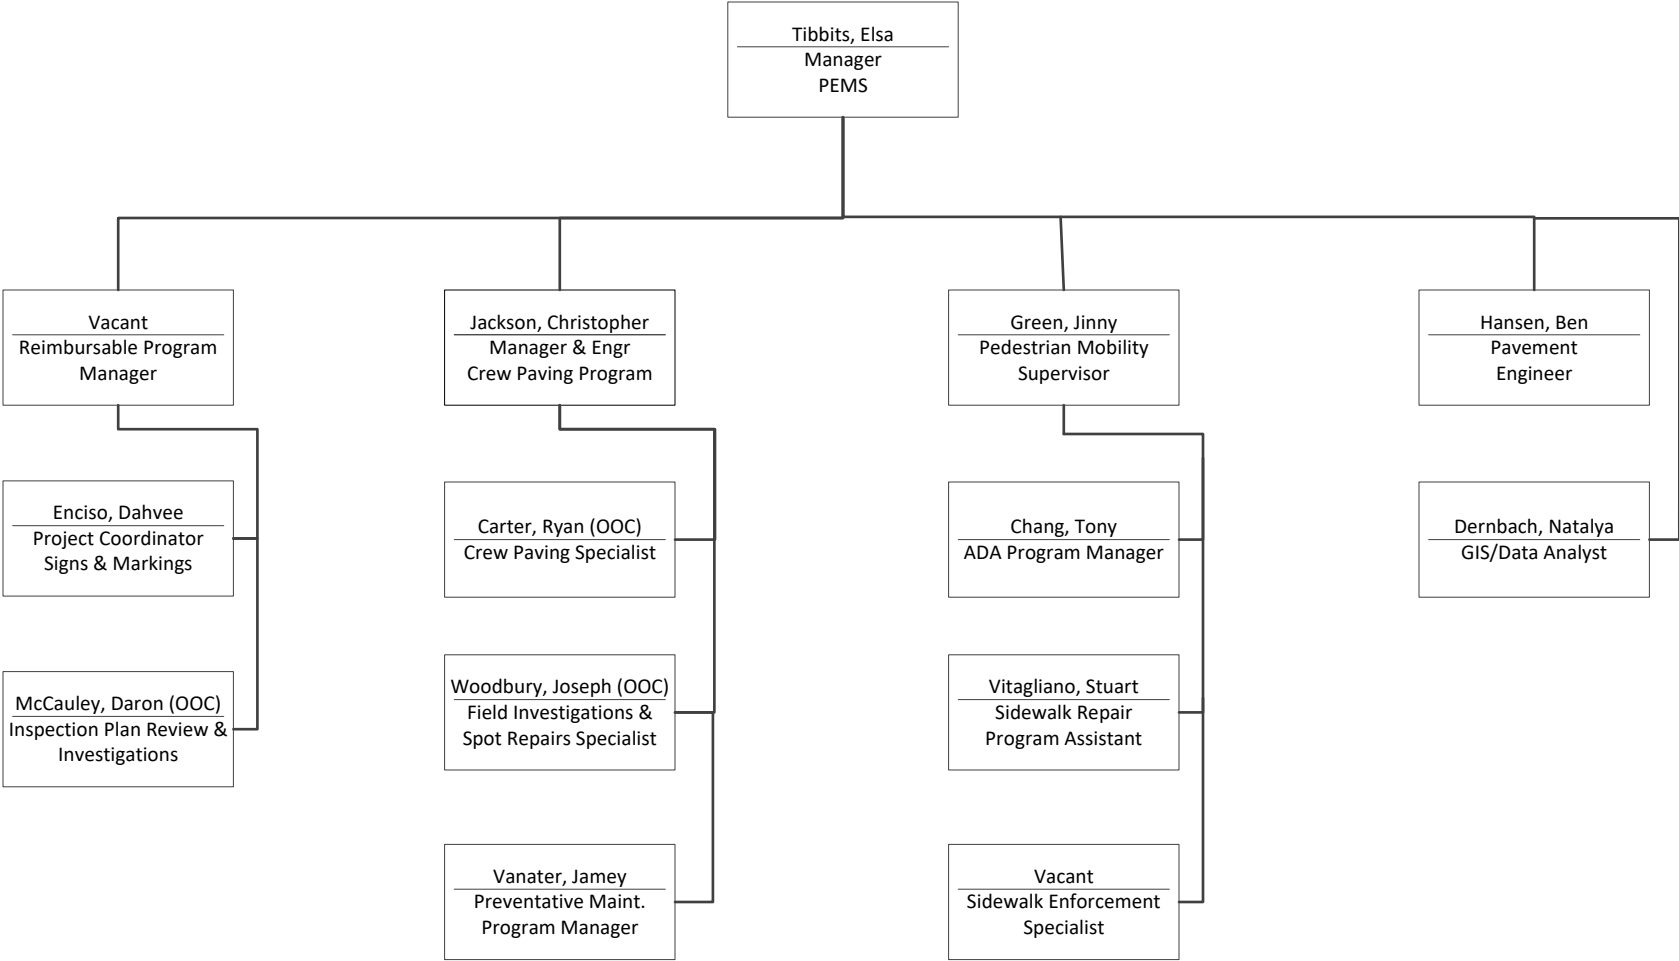 Tibbits, Elsa
Manager
PEMS
Vacant
Reimbursable Program
Manager
Jackson, Christopher
Manager & Engr
Crew Paving Program
Green, Jinny
Pedestrian Mobility
Supervisor
Hansen, Ben
Pavement
Engineer
Enciso, Dahvee
Project Coordinator
Signs & Markings
Carter, Ryan (OOC)
Crew Paving Specialist
Chang, Tony
ADA Program Manager
Dernbach, Natalya
GIS/Data Analyst
McCauley, Daron (OOC)
Inspection Plan Review &
Investigations
Woodbury, Joseph (OOC)
Field Investigations &
Spot Repairs Specialist
Vitagliano, Stuart
Sidewalk Repair
Program Assistant
Vanater, Jamey
Preventative Maint.
Program Manager
Vacant
Sidewalk Enforcement
Specialist